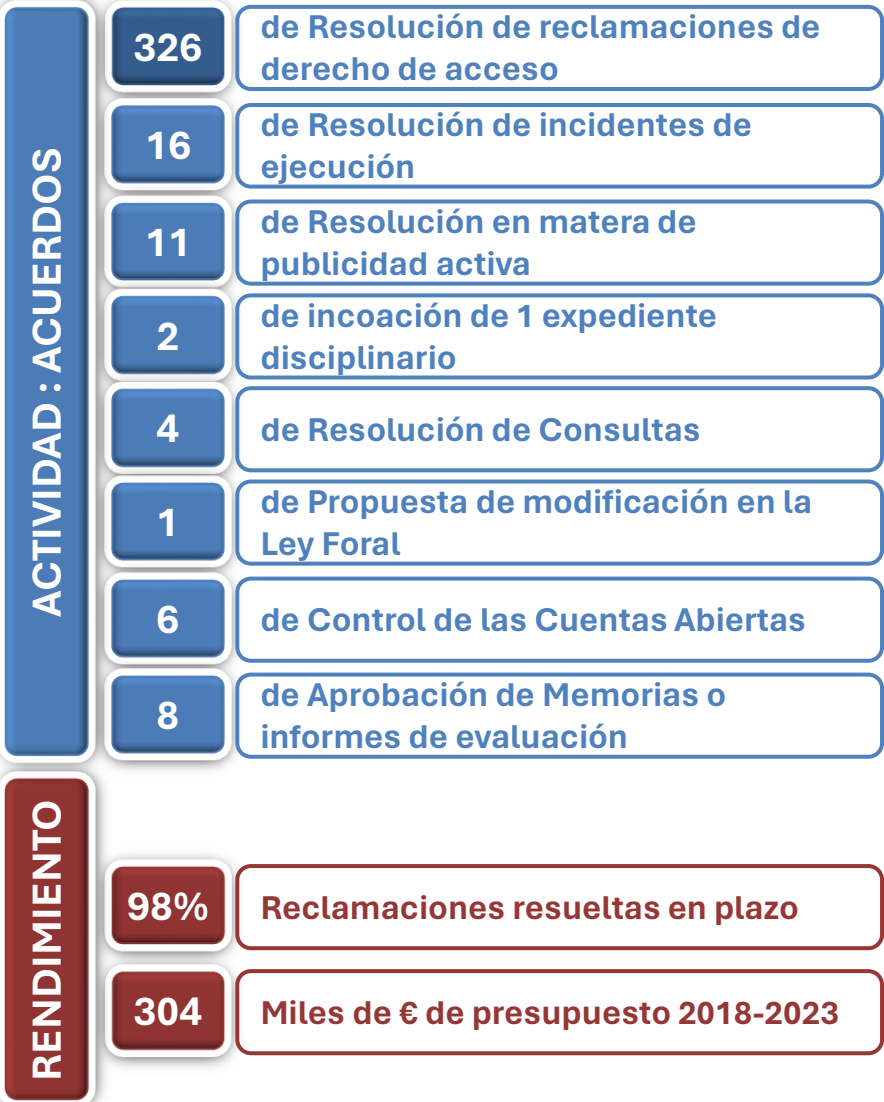 ACTIVIDAD : ACUERDOS
326
de Resolución de reclamaciones de
derecho de acceso
16
de Resolución de incidentes de
ejecución
11
de Resolución en matera de
publicidad activa
2
de incoación de 1 expediente
disciplinario
4
de Resolución de Consultas
1
de Propuesta de modificación en la
Ley Foral
6
de Control de las Cuentas Abiertas
8
de Aprobación de Memorias o
informes de evaluación
RENDIMIENTO
98%
Reclamaciones resueltas en plazo
304
Miles de € de presupuesto 2018-2023